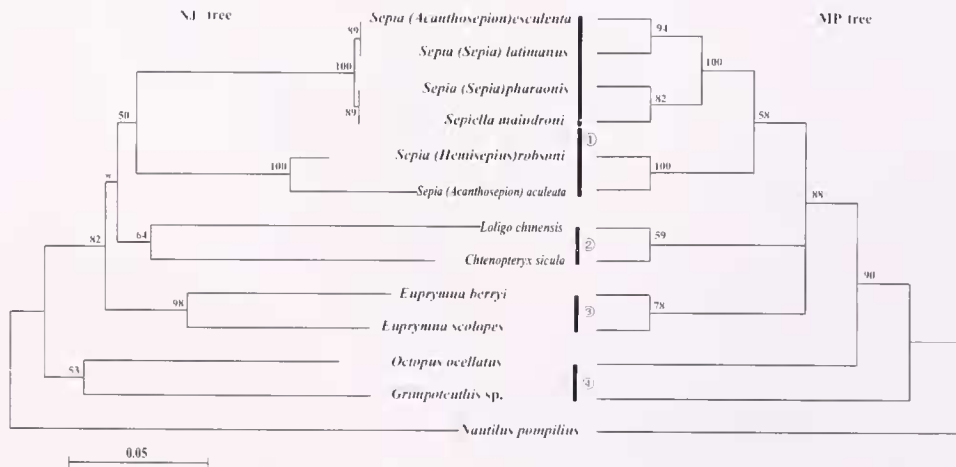 NJ tree
MP tree
Sepia (Acanthosepion) esculenta
Sepia (Sepia) latimanus
Sepia (Sepia) pharaonis
Sepiella maindroni
Sepia (Hemisepius) robsoni
Sepia (Acanthosepion) aculeata
Loligo chinensis
Chtenopteryx sicula
Euprymna berryi
Euprymna scolopes
Octopus ocellatus
Grimpoteuthis sp.
Nautilus pompilius
89
100
89
50
100
82
64
98
53
94
100
82
58
100
88
59
90
78
①
②
③
④
0.05